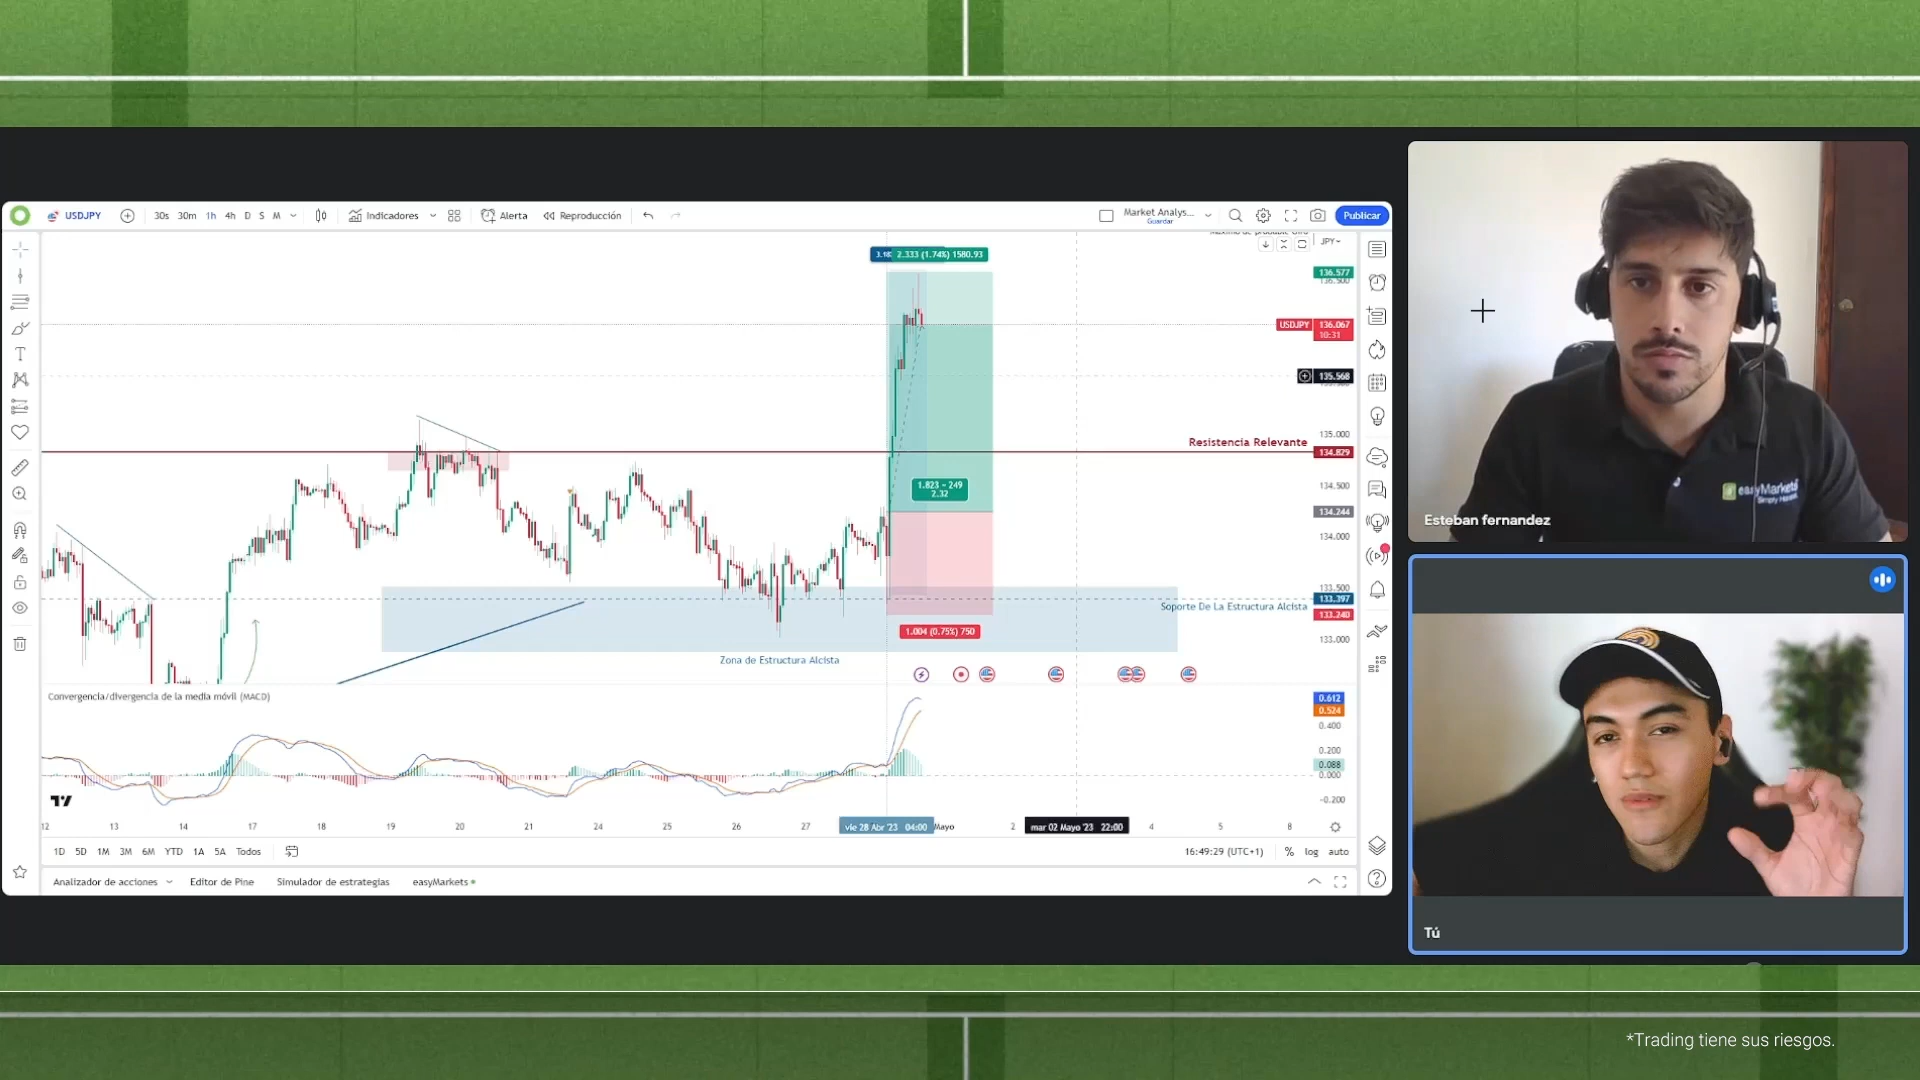 USDJPY
30s 30m 1h 4h D S M
Indicadores
Alerta
Reproducción
Market Analys...
Guardar
Publicar
JPY
2.333 (1.74%) 1580.93
136.577
USDJPY 136.067
10:31
135.568
135.000
Resistencia Relevante
134.829
134.500
134.244
134.000
133.500
133.397
Soporte De La Estructura Alcista
133.240
133.000
1.823 ~ 249
2.32
1.004 (0.75%) 750
Zona de Estructura Alcista
Convergencia/divergencia de la media móvil (MACD)
0.612
0.524
0.400
0.200
0.088
0.000
-0.200
12 13 14 17 18 19 20 21 24 25 26 27 vie 28 Abr '23 04:00 Mayo 2 mar 02 Mayo '23 22:00 4 5 8
1D 5D 1M 3M 6M YTD 1A 5A Todos
16:49:29 (UTC+1) % log auto
Analizador de acciones Editor de Pine Simulador de estrategias easyMarkets
easyMarkets
Simply Honest
Esteban fernandez
Tú
*Trading tiene sus riesgos.